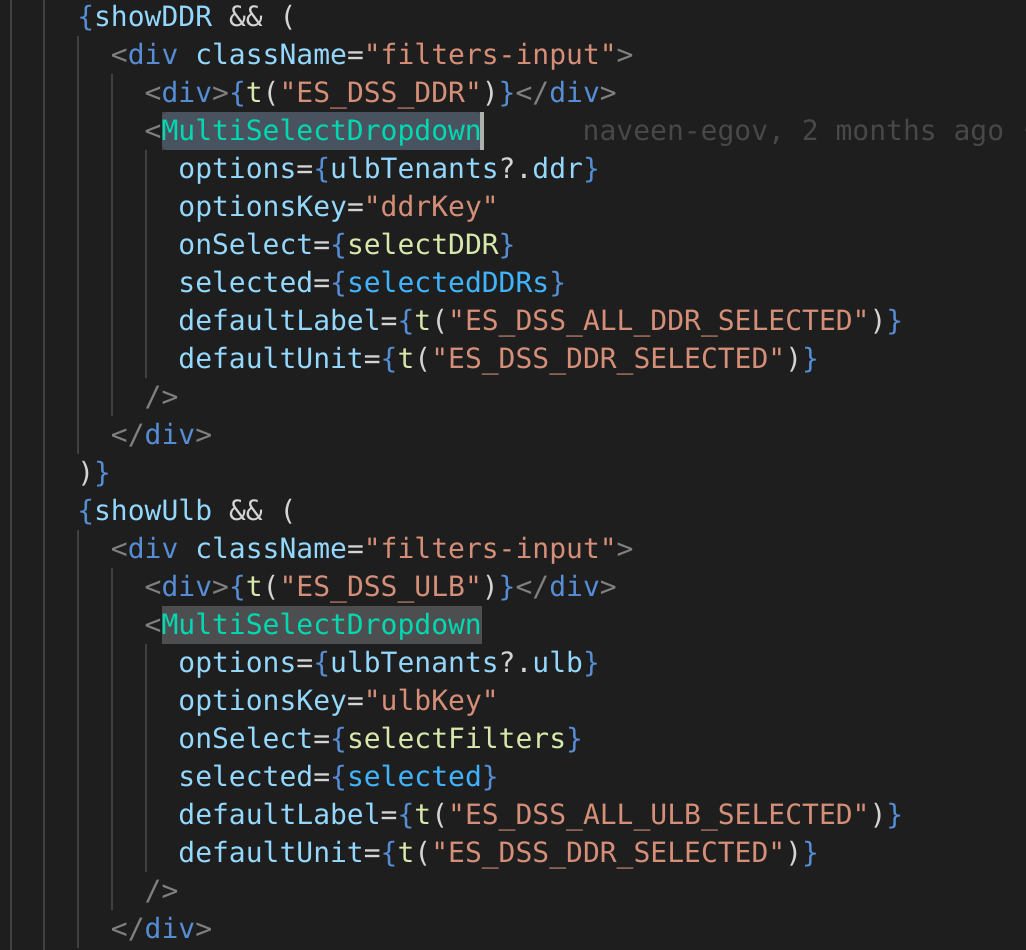 {showDDR && (
<div className="filters-input">
<div>{t("ES_DSS_DDR")}</div>
<MultiSelectDropdown naveen-egov, 2 months ago
options={ulbTenants?.ddr}
optionsKey="ddrKey"
onSelect={selectDDR}
selected={selectedDDRs}
defaultLabel={t("ES_DSS_ALL_DDR_SELECTED")}
defaultUnit={t("ES_DSS_DDR_SELECTED")}
/>
</div>
)}
{showUlb && (
<div className="filters-input">
<div>{t("ES_DSS_ULB")}</div>
<MultiSelectDropdown
options={ulbTenants?.ulb}
optionsKey="ulbKey"
onSelect={selectFilters}
selected={selected}
defaultLabel={t("ES_DSS_ALL_ULB_SELECTED")}
defaultUnit={t("ES_DSS_DDR_SELECTED")}
/>
</div>